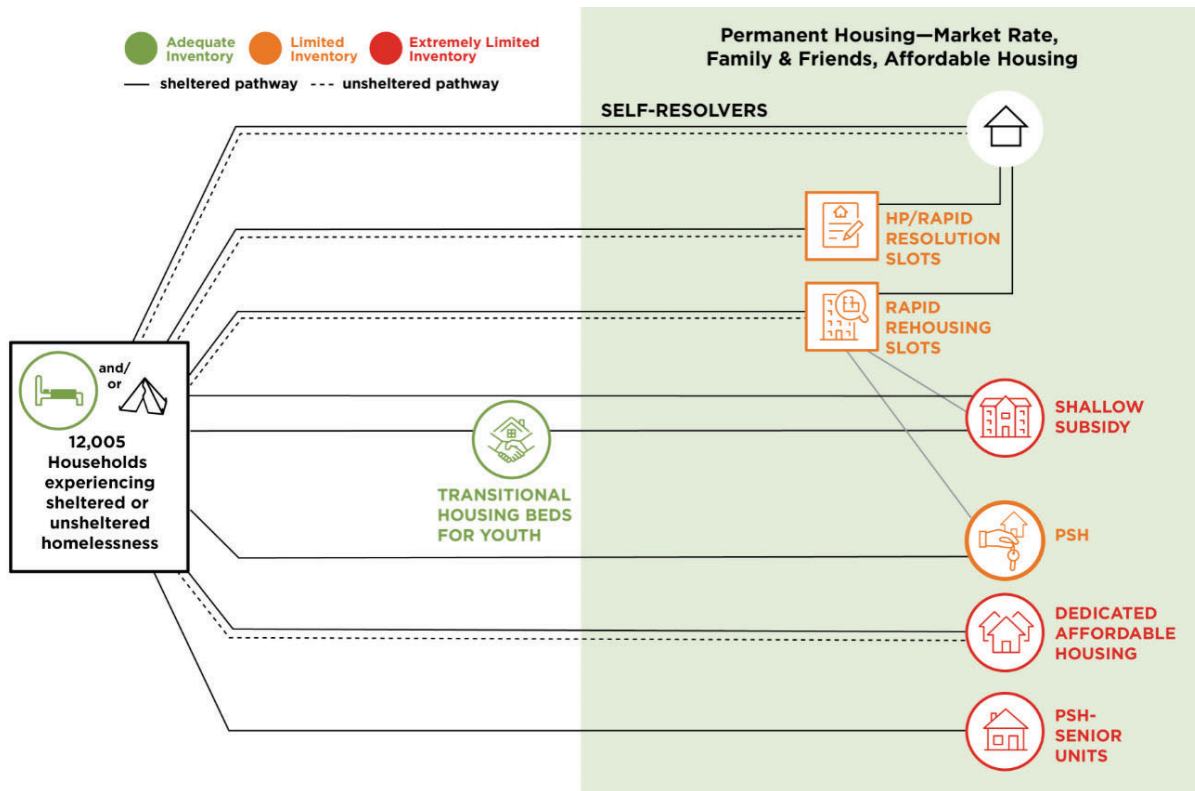 Adequate
Inventory
Limited
Inventory
Extremely Limited
Inventory
sheltered pathway
unsheltered pathway
Permanent Housing—Market Rate,
Family & Friends, Affordable Housing
SELF-RESOLVERS
HP/RAPID
RESOLUTION
SLOTS
RAPID
REHOUSING
SLOTS
and/
or
12,005
Households
experiencing
sheltered or
unsheltered
homelessness
TRANSITIONAL
HOUSING BEDS
FOR YOUTH
SHALLOW
SUBSIDY
PSH
DEDICATED
AFFORDABLE
HOUSING
PSH-
SENIOR
UNITS